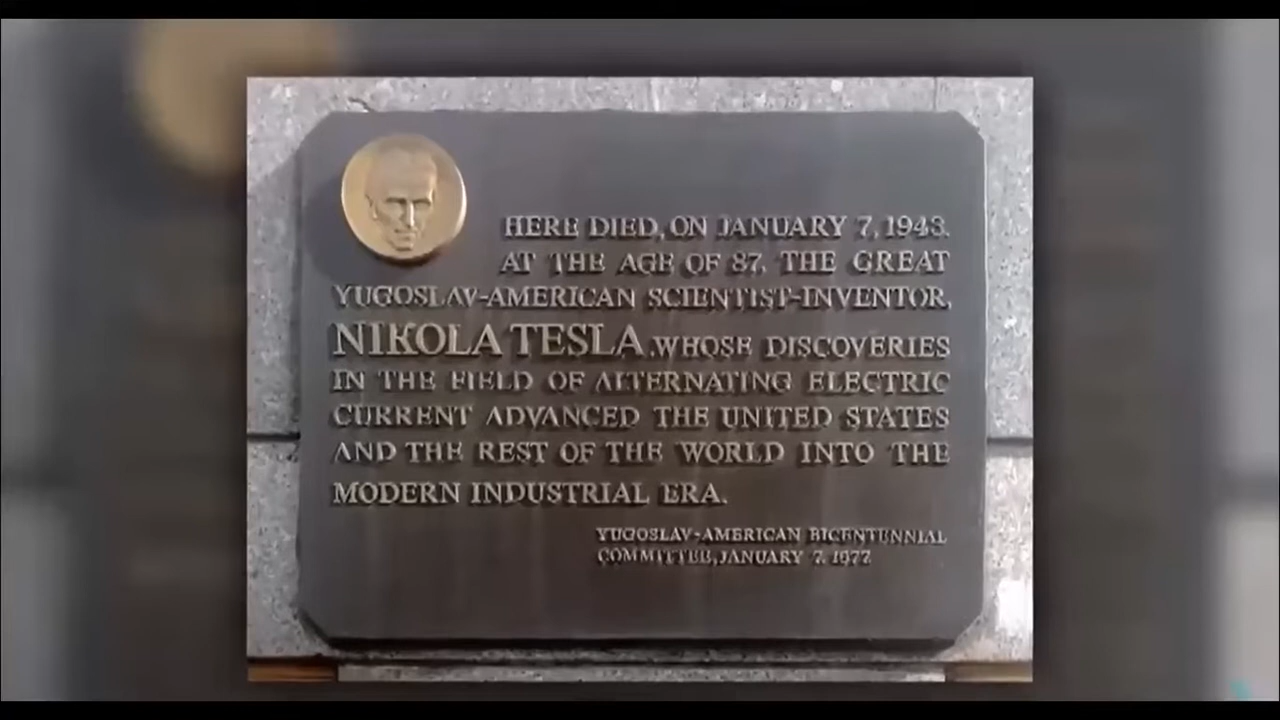 HERE DIED, ON JANUARY 7, 1943,
AT THE AGE OF 87, THE GREAT
YUGOSLAV-AMERICAN SCIENTIST-INVENTOR,
NIKOLA TESLA, WHOSE DISCOVERIES
IN THE FIELD OF ALTERNATING ELECTRIC
CURRENT ADVANCED THE UNITED STATES
AND THE REST OF THE WORLD INTO THE
MODERN INDUSTRIAL ERA.
YUGOSLAV-AMERICAN BICENTENNIAL
COMMITTEE, JANUARY 7, 1977